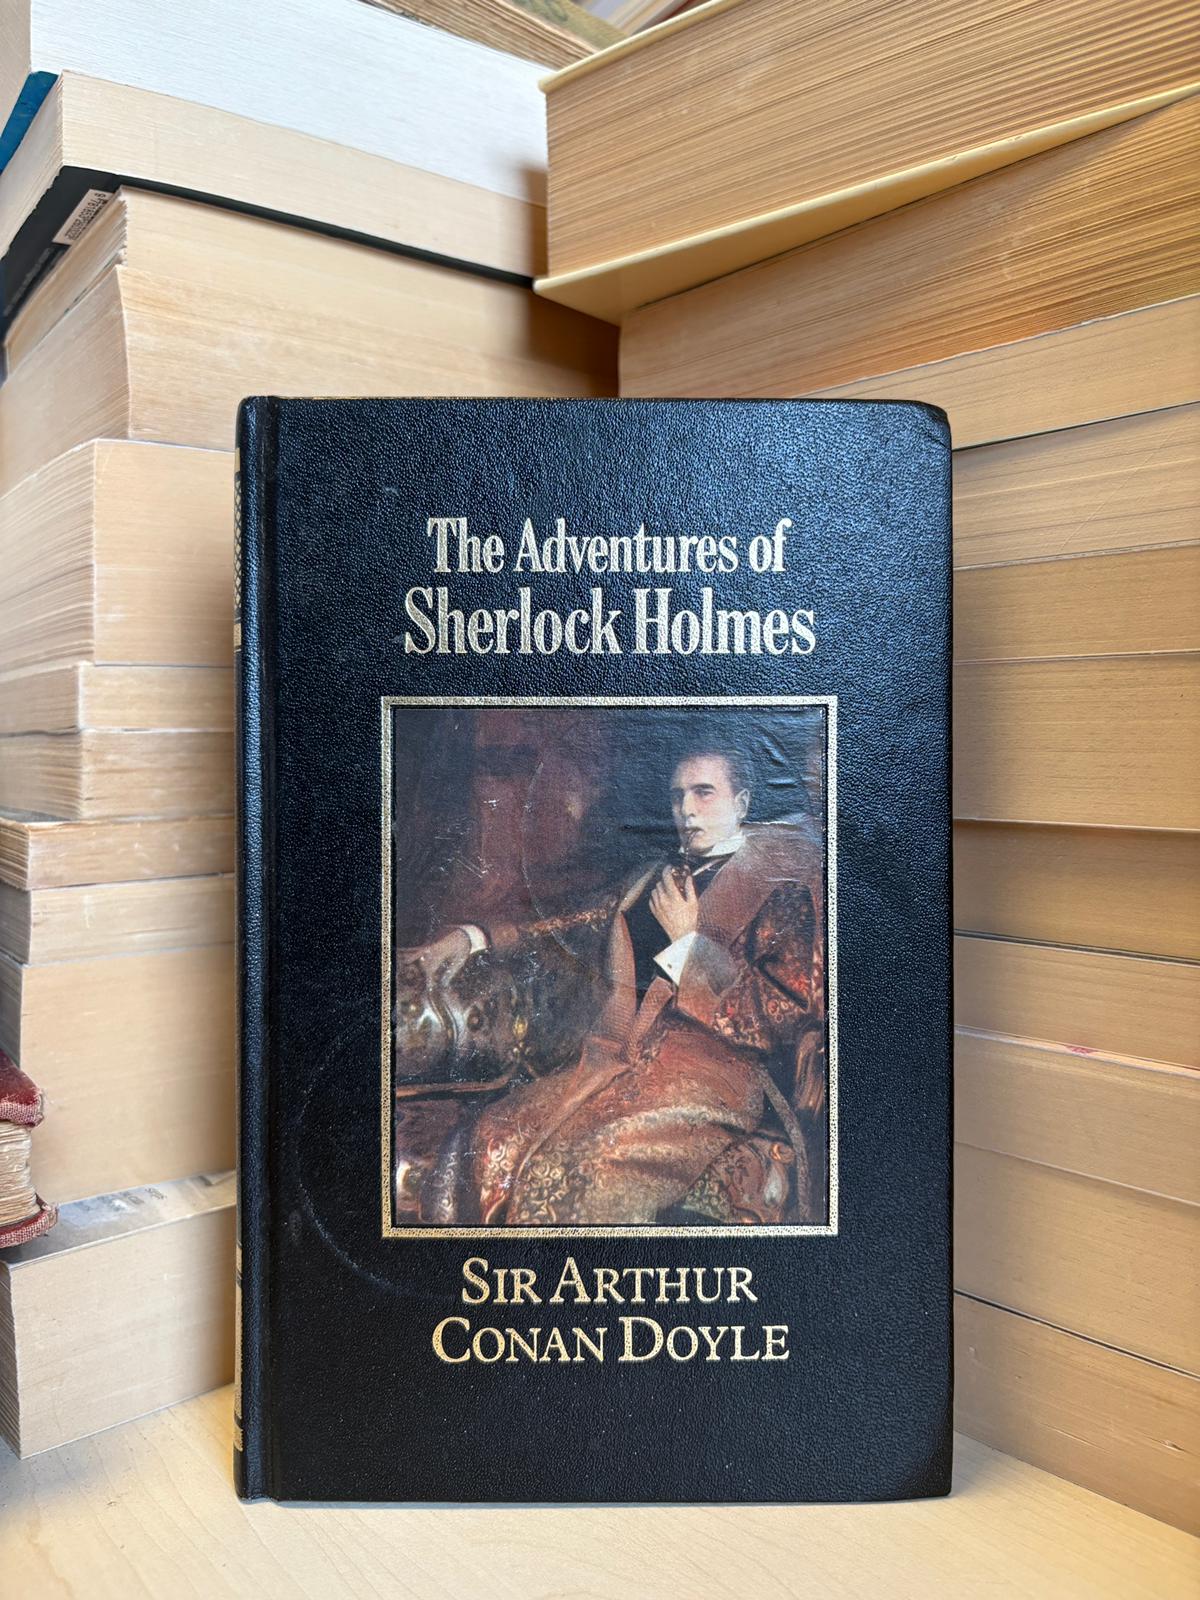 The Adventures of
Sherlock Holmes
SIR ARTHUR
CONAN DOYLE